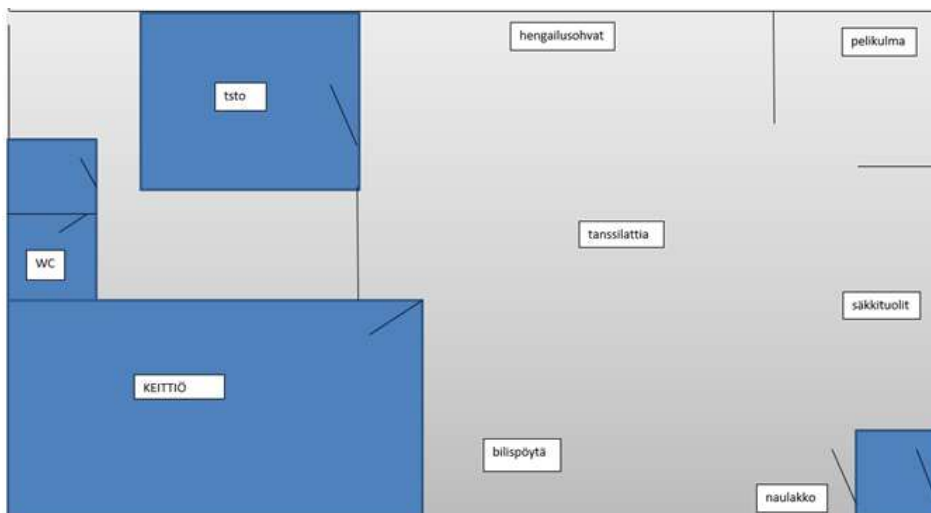 hengailusohvat
pelikulma
tsto
tanssilattia
WC
säkkituolit
KEITTIÖ
bilispöytä
naulakko